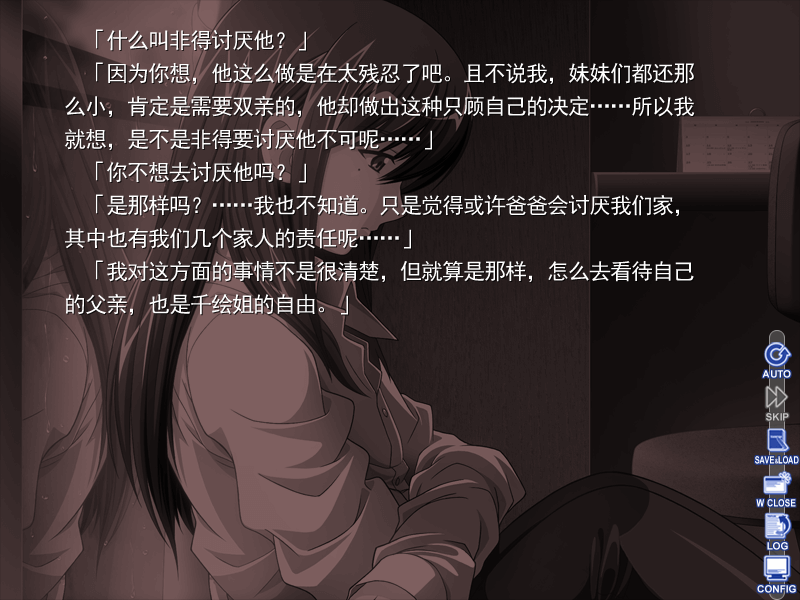 「什么叫非得讨厌他？」
「因为你想，他这么做是在太残忍了吧。且不说我，妹妹们都还那
么小，肯定是需要双亲的，他却做出这种只顾自己的决定……所以我
就想，是不是非得要讨厌他不可呢……」
「你不想去讨厌他吗？」
「是那样吗？……我也不知道。只是觉得或许爸爸会讨厌我们家，
其中也有我们几个家人的责任呢……」
「我对这方面的事情不是很清楚，但就算是那样，怎么去看待自己
的父亲，也是千绘姐的自由。」
AUTO
SKIP
SAVE&LOAD
W CLOSE
LOG
CONFIG